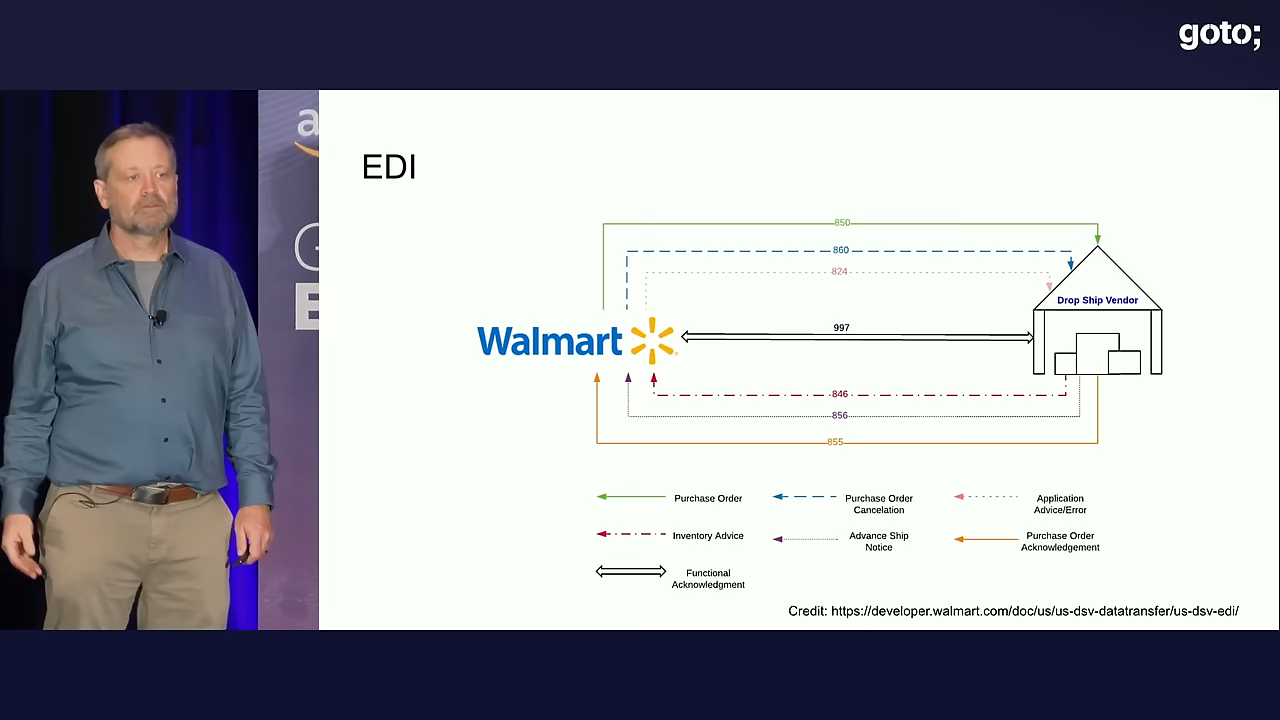 goto;
a
EDI
850
860
824
Drop Ship Vendor
997
Walmart
846
856
855
Purchase Order
Purchase Order
Cancelation
Application
Advice/Error
Inventory Advice
Advance Ship
Notice
Purchase Order
Acknowledgement
Functional
Acknowledgment
Credit: https://developer.walmart.com/doc/us/us-dsv-datatransfer/us-dsv-edi/